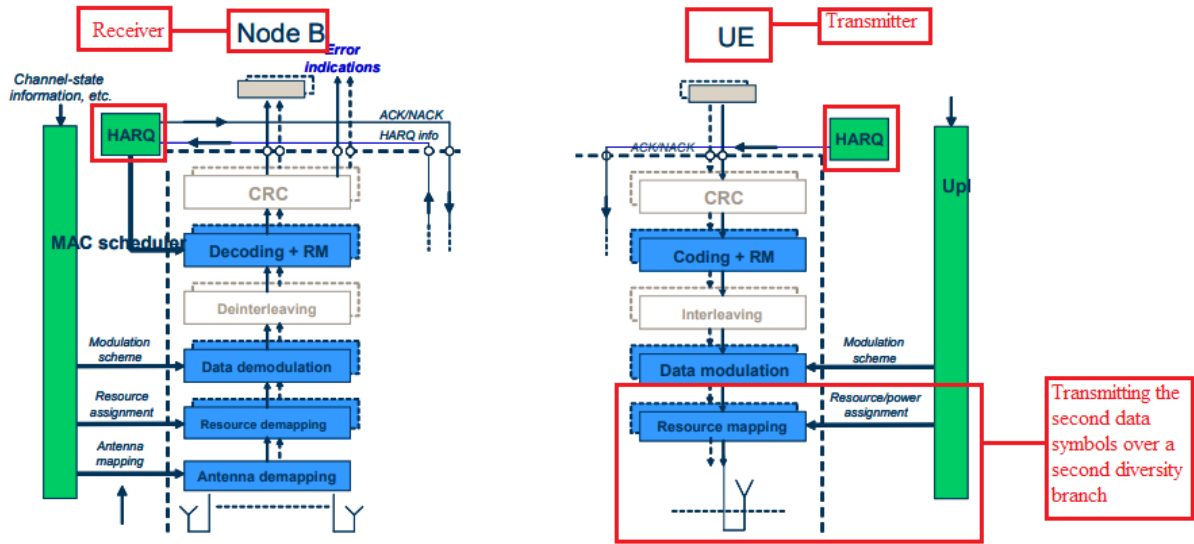 Receiver
Node B
Error
indications
Channel-state
information, etc.
HARQ
ACK/NACK
HARQ info
CRC
MAC scheduler
Decoding + RM
Deinterleaving
Modulation
scheme
Data demodulation
Resource
assignment
Resource demapping
Antenna
mapping
Antenna demapping
UE
Transmitter
HARQ
ACK/NACK
CRC
Upl
Coding + RM
Interleaving
Modulation
scheme
Data modulation
Resource/power
assignment
Resource mapping
Transmitting the
second data
symbols over a
second diversity
branch